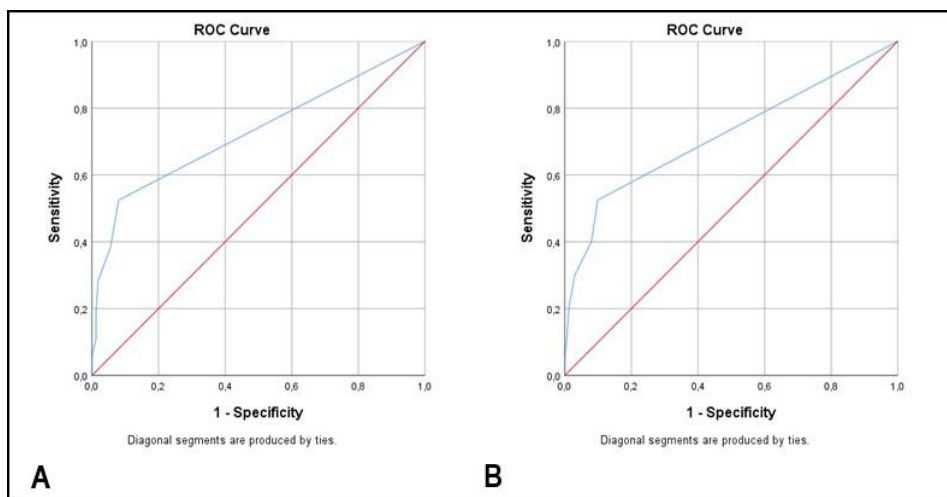 ROC Curve
1,0
0,8
0,6
0,4
0,2
0,0
Sensitivity
0,0 0,2 0,4 0,6 0,8 1,0
1 - Specificity
Diagonal segments are produced by ties.
A
ROC Curve
1,0
0,8
0,6
0,4
0,2
0,0
Sensitivity
0,0 0,2 0,4 0,6 0,8 1,0
1 - Specificity
Diagonal segments are produced by ties.
B